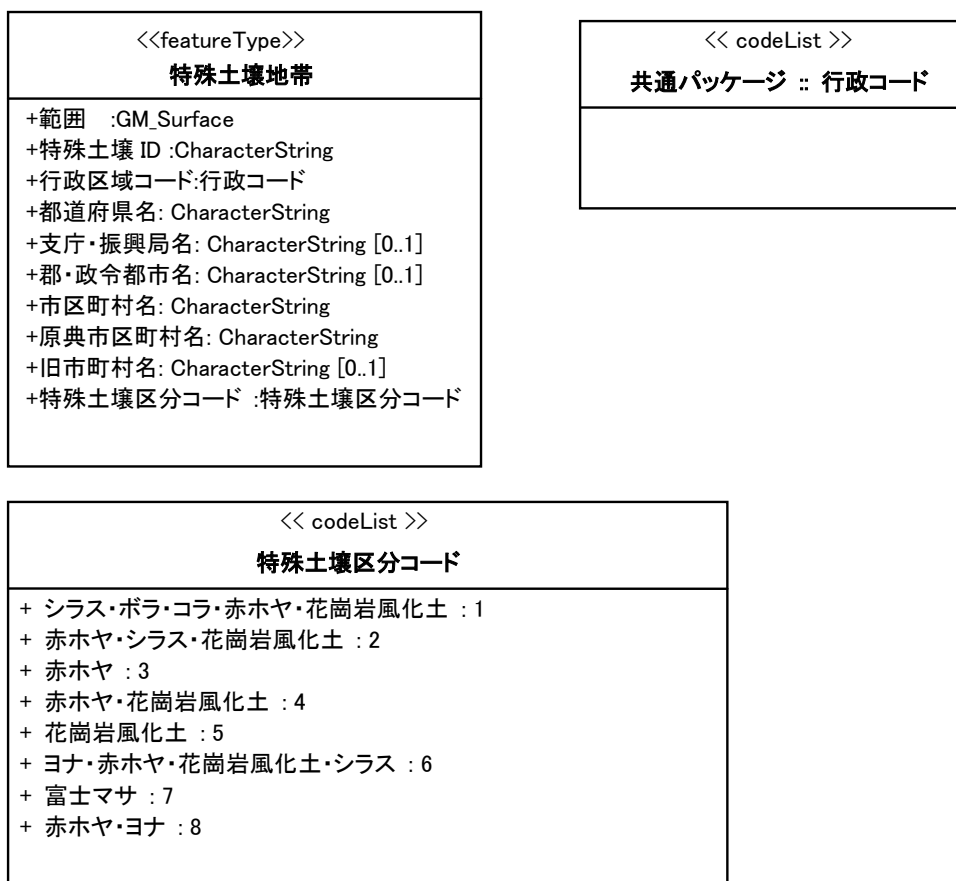 <<featureType>>
特殊土壌地帯
+範囲 :GM_Surface
+特殊土壌 ID :CharacterString
+行政区域コード:行政コード
+都道府県名: CharacterString
+支庁・振興局名: CharacterString [0..1]
+郡・政令都市名: CharacterString [0..1]
+市区町村名: CharacterString
+原典市区町村名: CharacterString
+旧市町村名: CharacterString [0..1]
+特殊土壌区分コード :特殊土壌区分コード
<< codeList >>
共通パッケージ :: 行政コード
<< codeList >>
特殊土壌区分コード
+ シラス・ボラ・コラ・赤ホヤ・花崗岩風化土 : 1
+ 赤ホヤ・シラス・花崗岩風化土 : 2
+ 赤ホヤ : 3
+ 赤ホヤ・花崗岩風化土 : 4
+ 花崗岩風化土 : 5
+ ヨナ・赤ホヤ・花崗岩風化土・シラス : 6
+ 富士マサ : 7
+ 赤ホヤ・ヨナ : 8